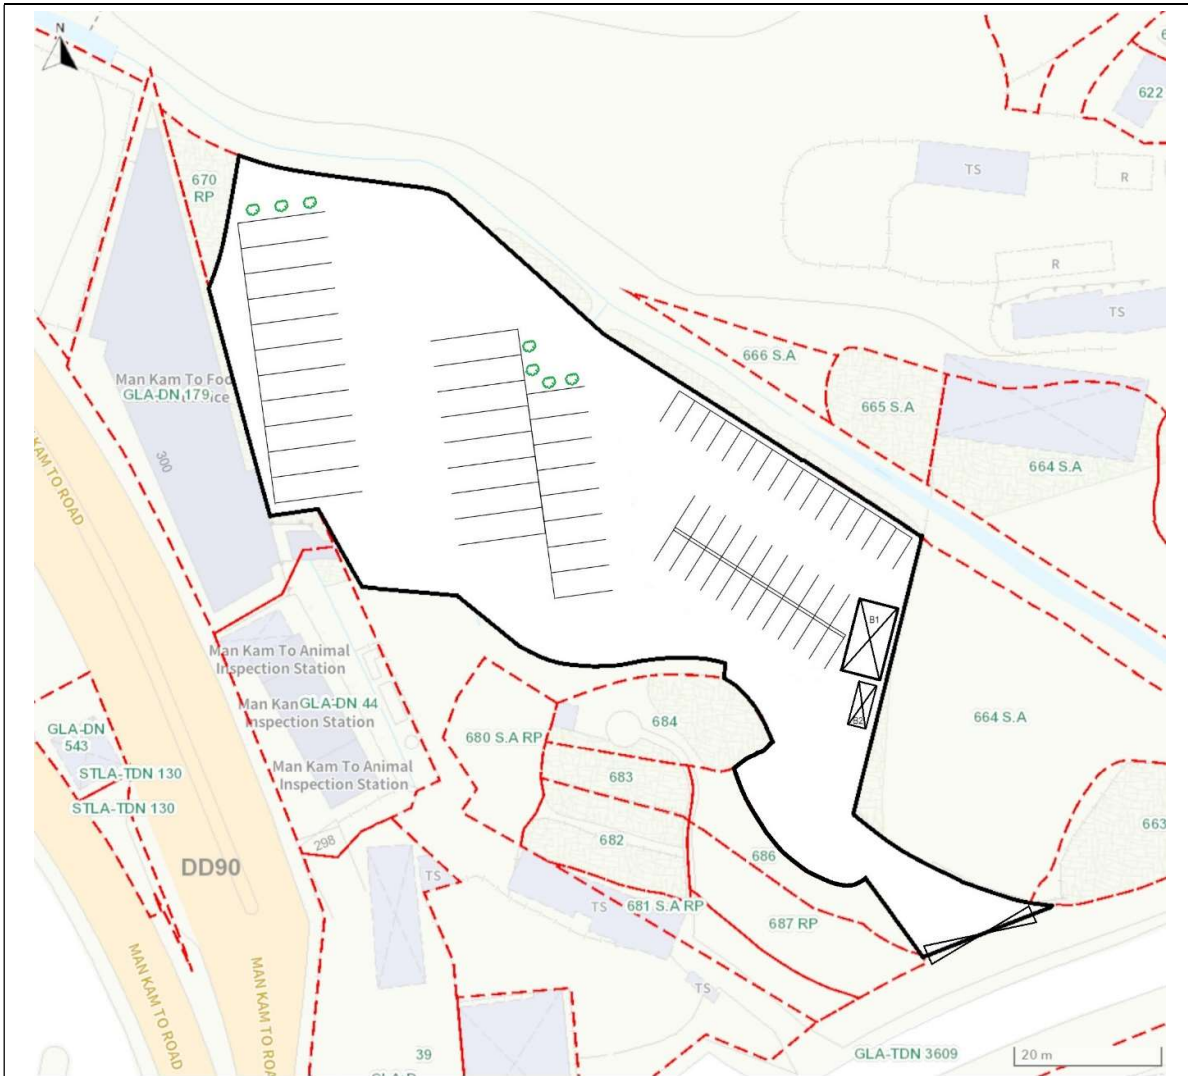 N
622
670
RP
TS
R
R
TS
666 S.A
Man Kam To Foo
GLA-DN 179
ice
665 S.A
664 S.A
300
MAN KAM TO ROAD
B1
Man Kam To Animal
Inspection Station
B2
664 S.A
GLA-DN
543
Man Kam
GLA-DN 44
Inspection Station
684
680 S.A RP
STLA-TDN 130
Man Kam To Animal
Inspection Station
683
STLA-TDN 130
663
298
682
686
DD90
TS
TS
681 S.A RP
687 RP
MAN KAM TO ROAD
MAN KAM TO ROA
TS
39
GLA-TDN 3609
20 m